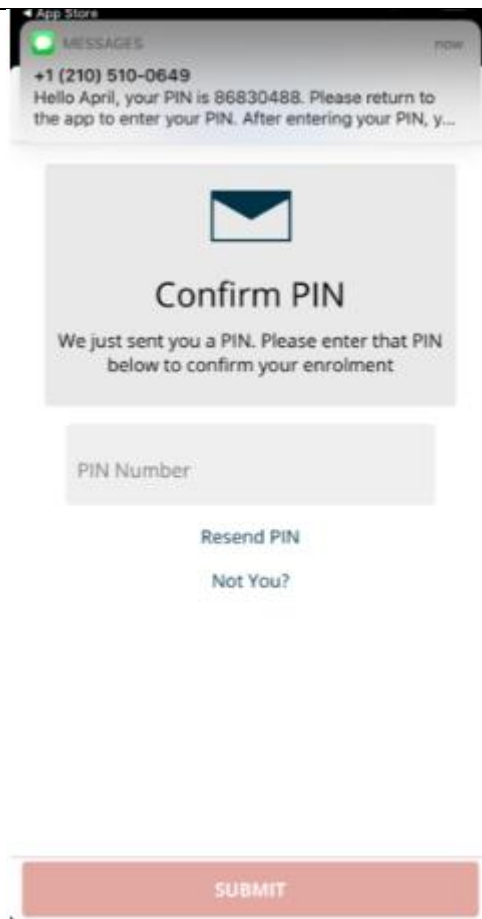 ◀ App Store
MESSAGES now
+1 (210) 510-0649
Hello April, your PIN is 86830488. Please return to
the app to enter your PIN. After entering your PIN, y...
Confirm PIN
We just sent you a PIN. Please enter that PIN
below to confirm your enrolment
PIN Number
Resend PIN
Not You?
SUBMIT